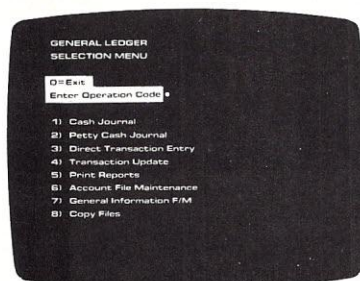 GENERAL LEDGER
SELECTION MENU
0=Exit
Enter Operation Code
1) Cash Journal
2) Petty Cash Journal
3) Direct Transaction Entry
4) Transaction Update
5) Print Reports
6) Account File Maintenance
7) General Information F/M
8) Copy Files